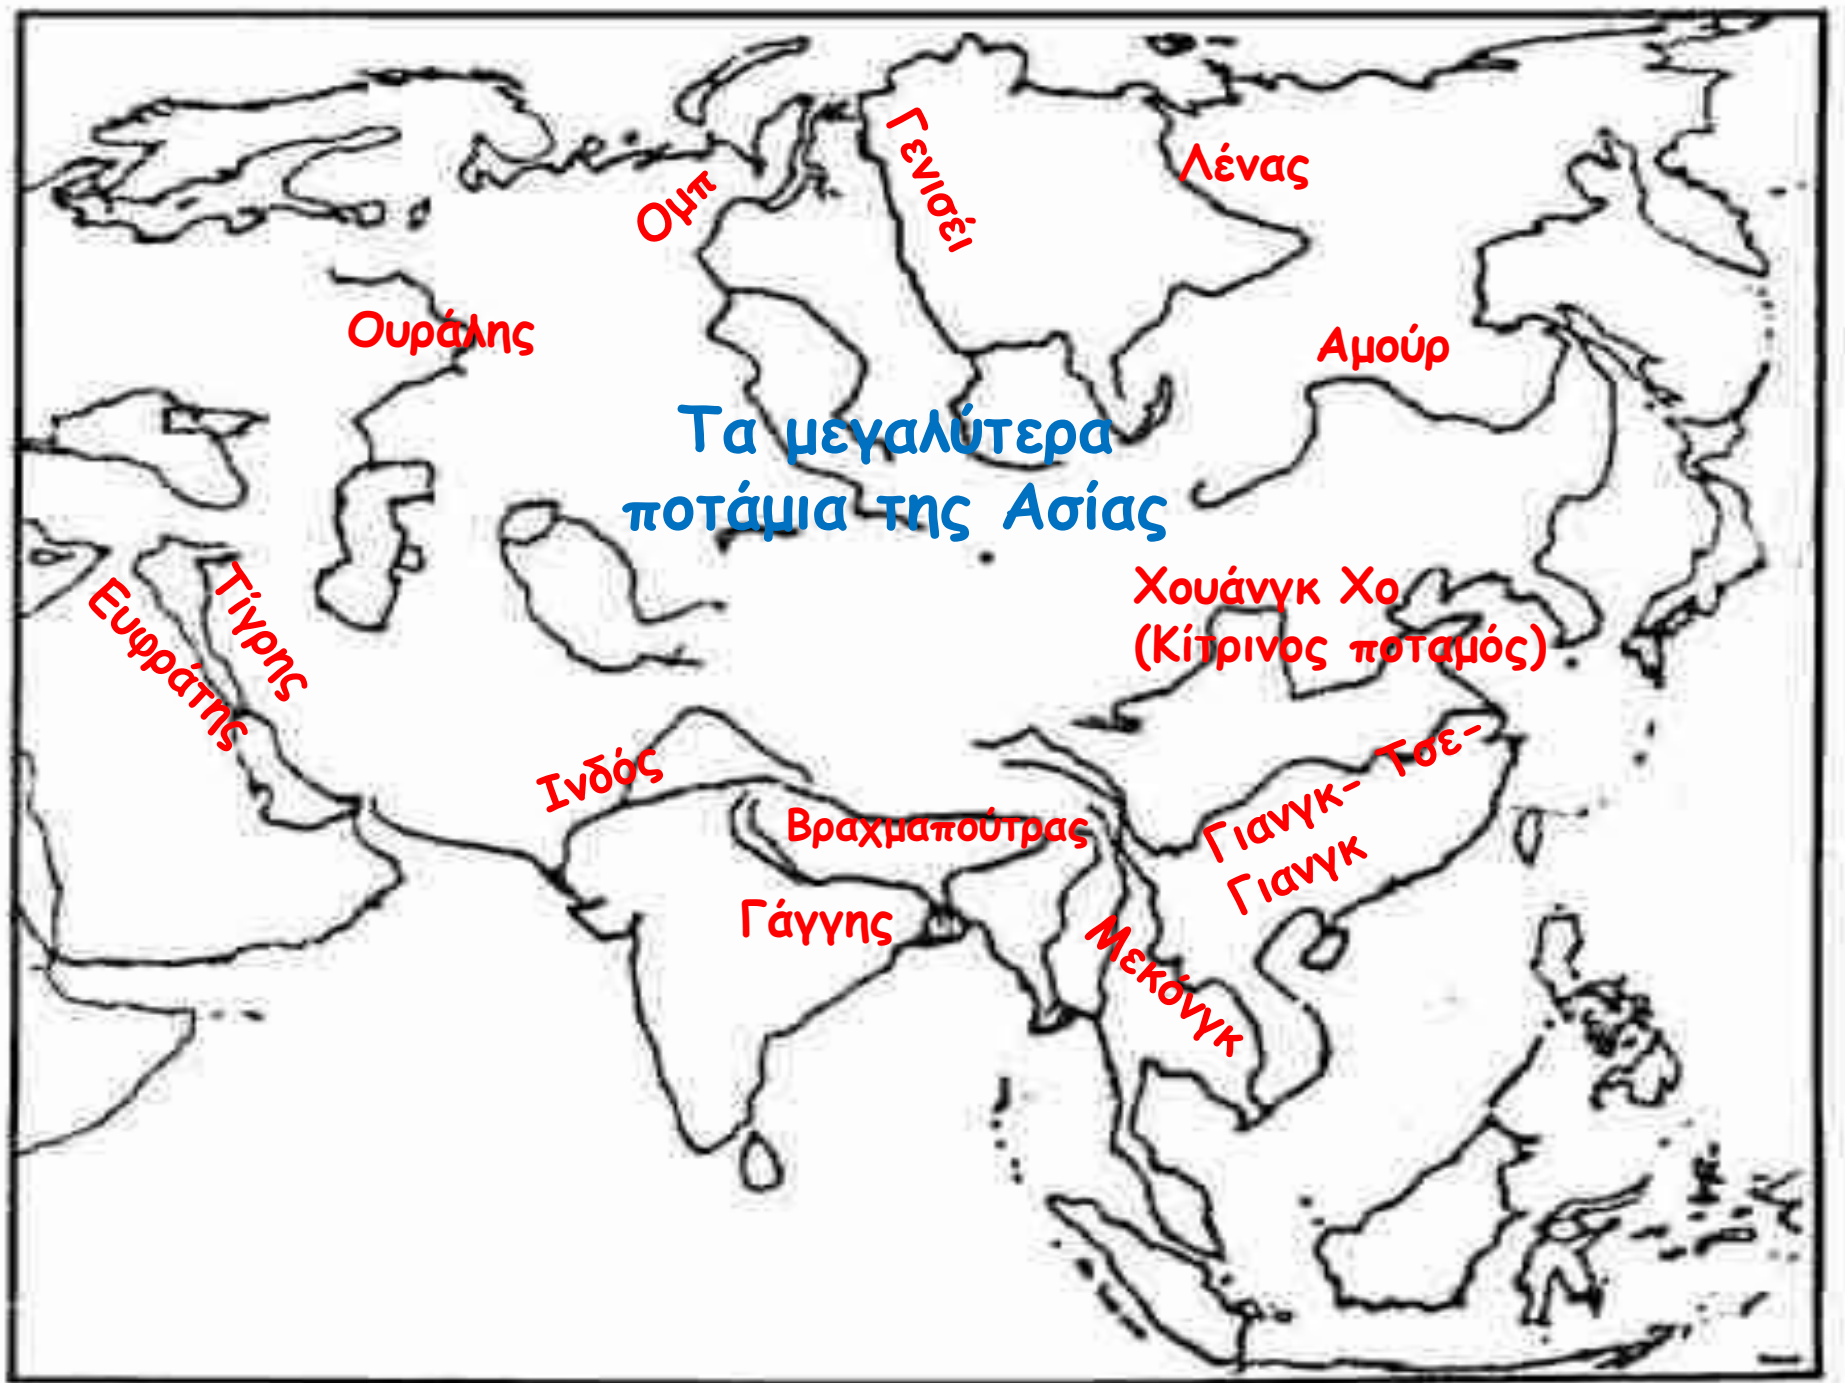 Γενισέι
Λένας
Ομπ
Ουράλης
Αμούρ
Τα μεγαλύτερα
ποτάμια της Ασίας
Τίγρης
Ευφράτης
Χουάνγκ Χο
(Κίτρινος ποταμός)
Ινδός
Βραχμαπούτρας
Γιανγκ- Τσε-
Γιανγκ
Γάγγης
Μεκόνγκ